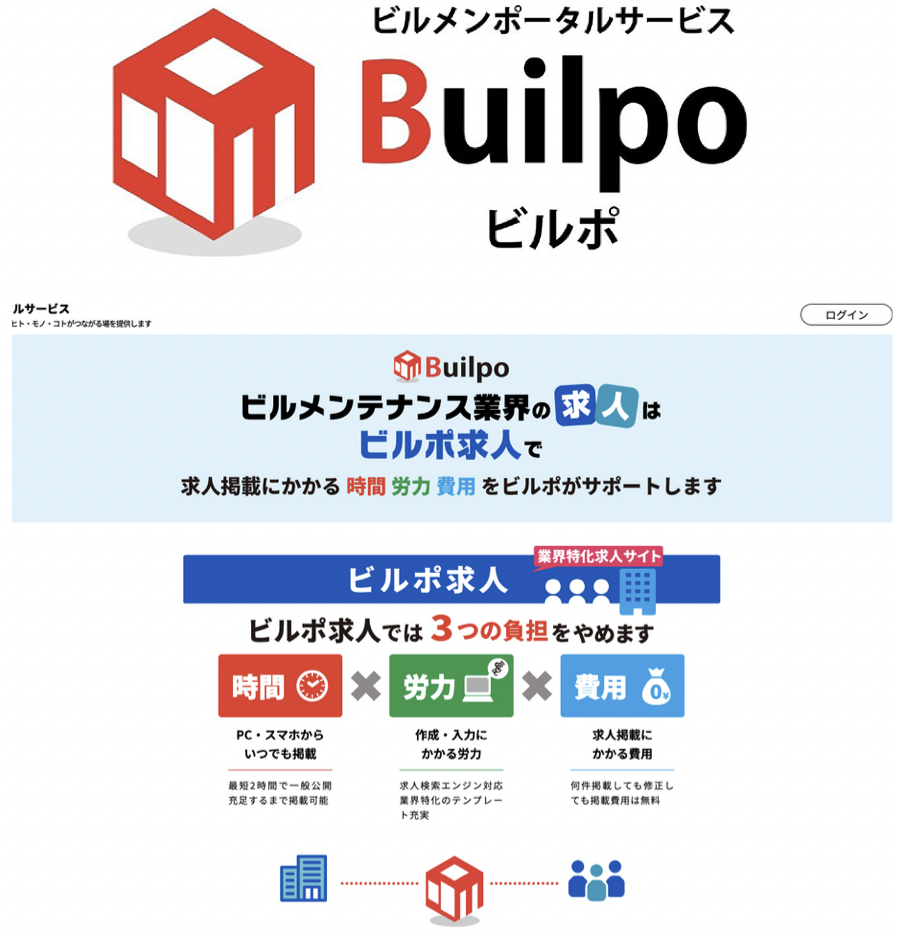 ビルメンポータルサービス
Builpo
ビルポ
ルサービス
ヒト・モノ・コトがつながる場を提供します
ログイン
Builpo
ビルメンテナンス業界の求人は
ビルポ求人で
求人掲載にかかる 時間 労力 費用 をビルポがサポートします
業界特化求人サイト
ビルポ求人
ビルポ求人では3つの負担をやめます
時間 × 労力 × 費用 0¥
PC・スマホから
いつでも掲載
最短2時間で一般公開
充足するまで掲載可能
作成・入力に
かかる労力
求人検索エンジン対応
業界特化のテンプレー
ト充実
求人掲載に
かかる費用
何件掲載しても修正し
ても掲載費用は無料